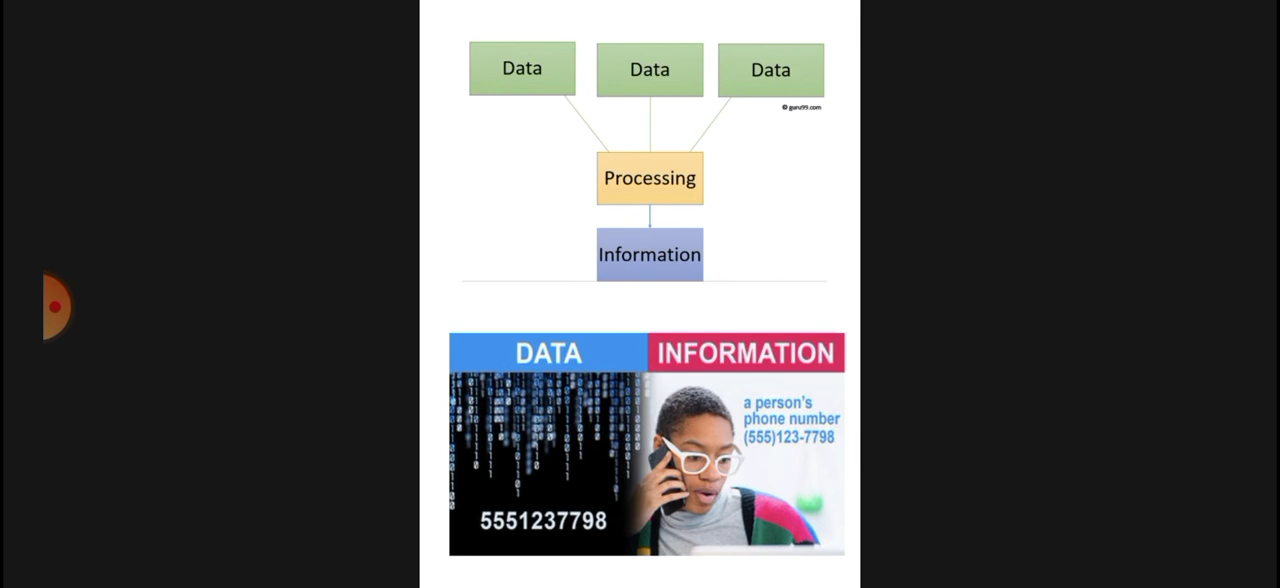 Data
Data
Data
© guru99.com
Processing
Information
DATA
INFORMATION
a person's
phone number
(555)123-7798
5551237798